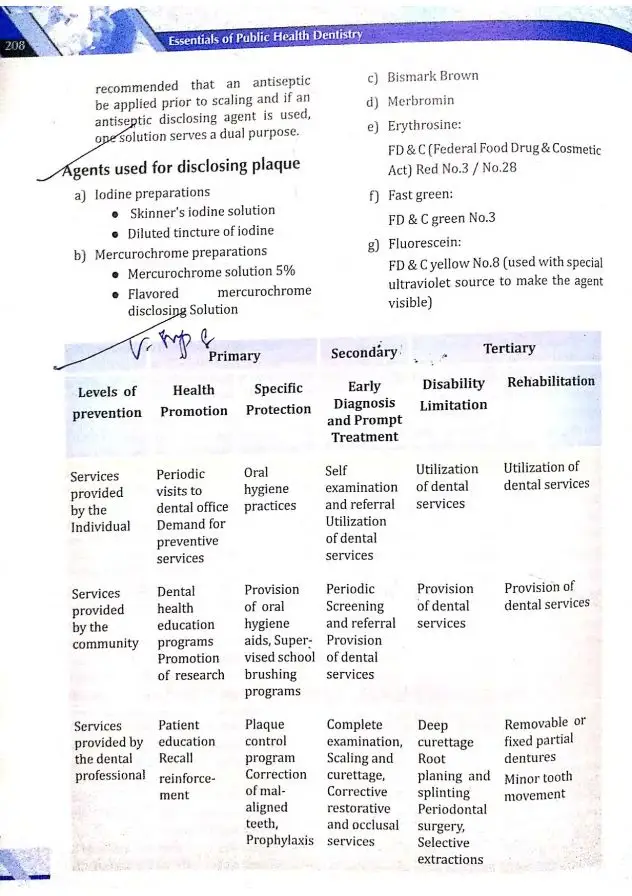 208
Essentials of Public Health Dentistry
recommended that an antiseptic
be applied prior to scaling and if an
antiseptic disclosing agent is used,
one solution serves a dual purpose.
Agents used for disclosing plaque
a) Iodine preparations
● Skinner's iodine solution
● Diluted tincture of iodine
b) Mercurochrome preparations
● Mercurochrome solution 5%
● Flavored mercurochrome
disclosing Solution
c) Bismark Brown
d) Merbromin
e) Erythrosine:
FD & C (Federal Food Drug & Cosmetic
Act) Red No.3 / No.28
f) Fast green:
FD & C green No.3
g) Fluorescein:
FD & C yellow No.8 (used with special
ultraviolet source to make the agent
visible)
Primary
Secondary
Tertiary
Levels of
prevention
Health
Promotion
Specific
Protection
Early
Diagnosis
and Prompt
Treatment
Disability
Limitation
Rehabilitation
Services
provided
by the
Individual
Periodic
visits to
dental office
Demand for
preventive
services
Oral
hygiene
practices
Self
examination
and referral
Utilization
of dental
services
Utilization
of dental
services
Utilization of
dental services
Services
provided
by the
community
Dental
health
education
programs
Promotion
of research
Provision
of oral
hygiene
aids, Super-
vised school
brushing
programs
Periodic
Screening
and referral
Provision
of dental
services
Provision
of dental
services
Provision of
dental services
Services
provided by
the dental
professional
Patient
education
Recall
reinforce-
ment
Plaque
control
program
Correction
of mal-
aligned
teeth,
Prophylaxis
Complete
examination,
Scaling and
curettage,
Corrective
restorative
and occlusal
services
Deep
curettage
Root
planing and
splinting
Periodontal
surgery,
Selective
extractions
Removable or
fixed partial
dentures
Minor tooth
movement